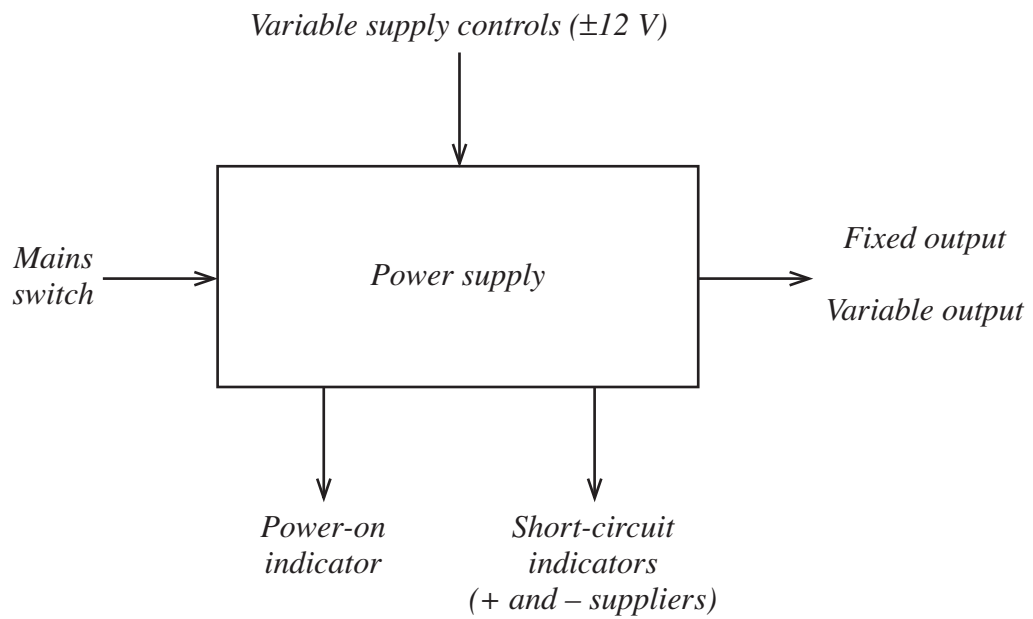 Variable supply controls (±12 V)
Mains
switch
Power supply
Fixed output
Variable output
Power-on
indicator
Short-circuit
indicators
(+ and – suppliers)